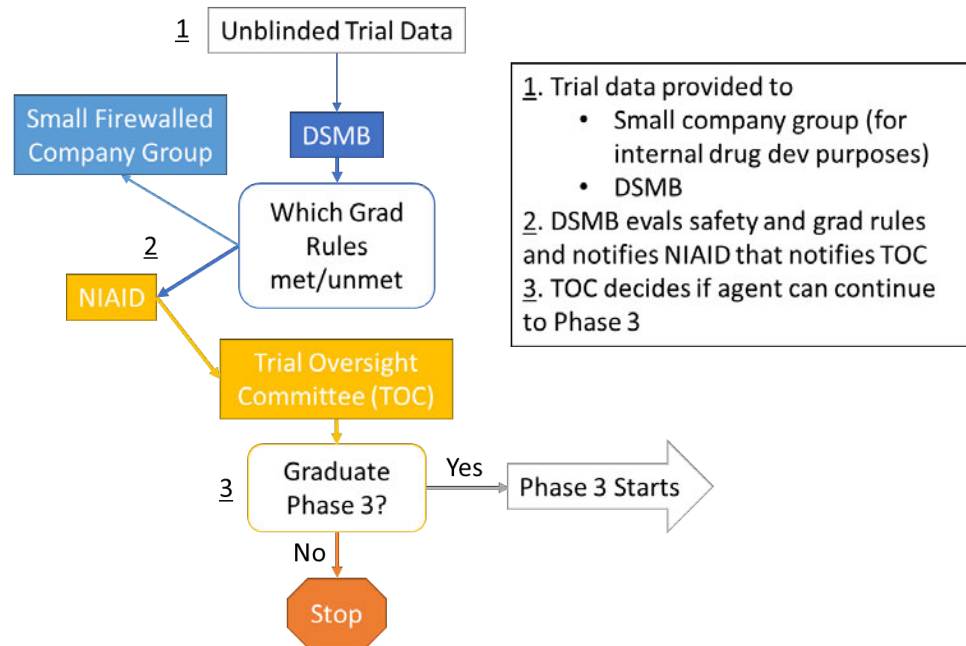 1
Unblinded Trial Data
Small Firewalled
Company Group
DSMB
Which Grad
Rules
met/unmet
2
NIAID
Trial Oversight
Committee (TOC)
3
Graduate
Phase 3?
Yes
Phase 3 Starts
No
Stop
1. Trial data provided to
• Small company group (for
internal drug dev purposes)
• DSMB
2. DSMB evals safety and grad rules
and notifies NIAID that notifies TOC
3. TOC decides if agent can continue
to Phase 3